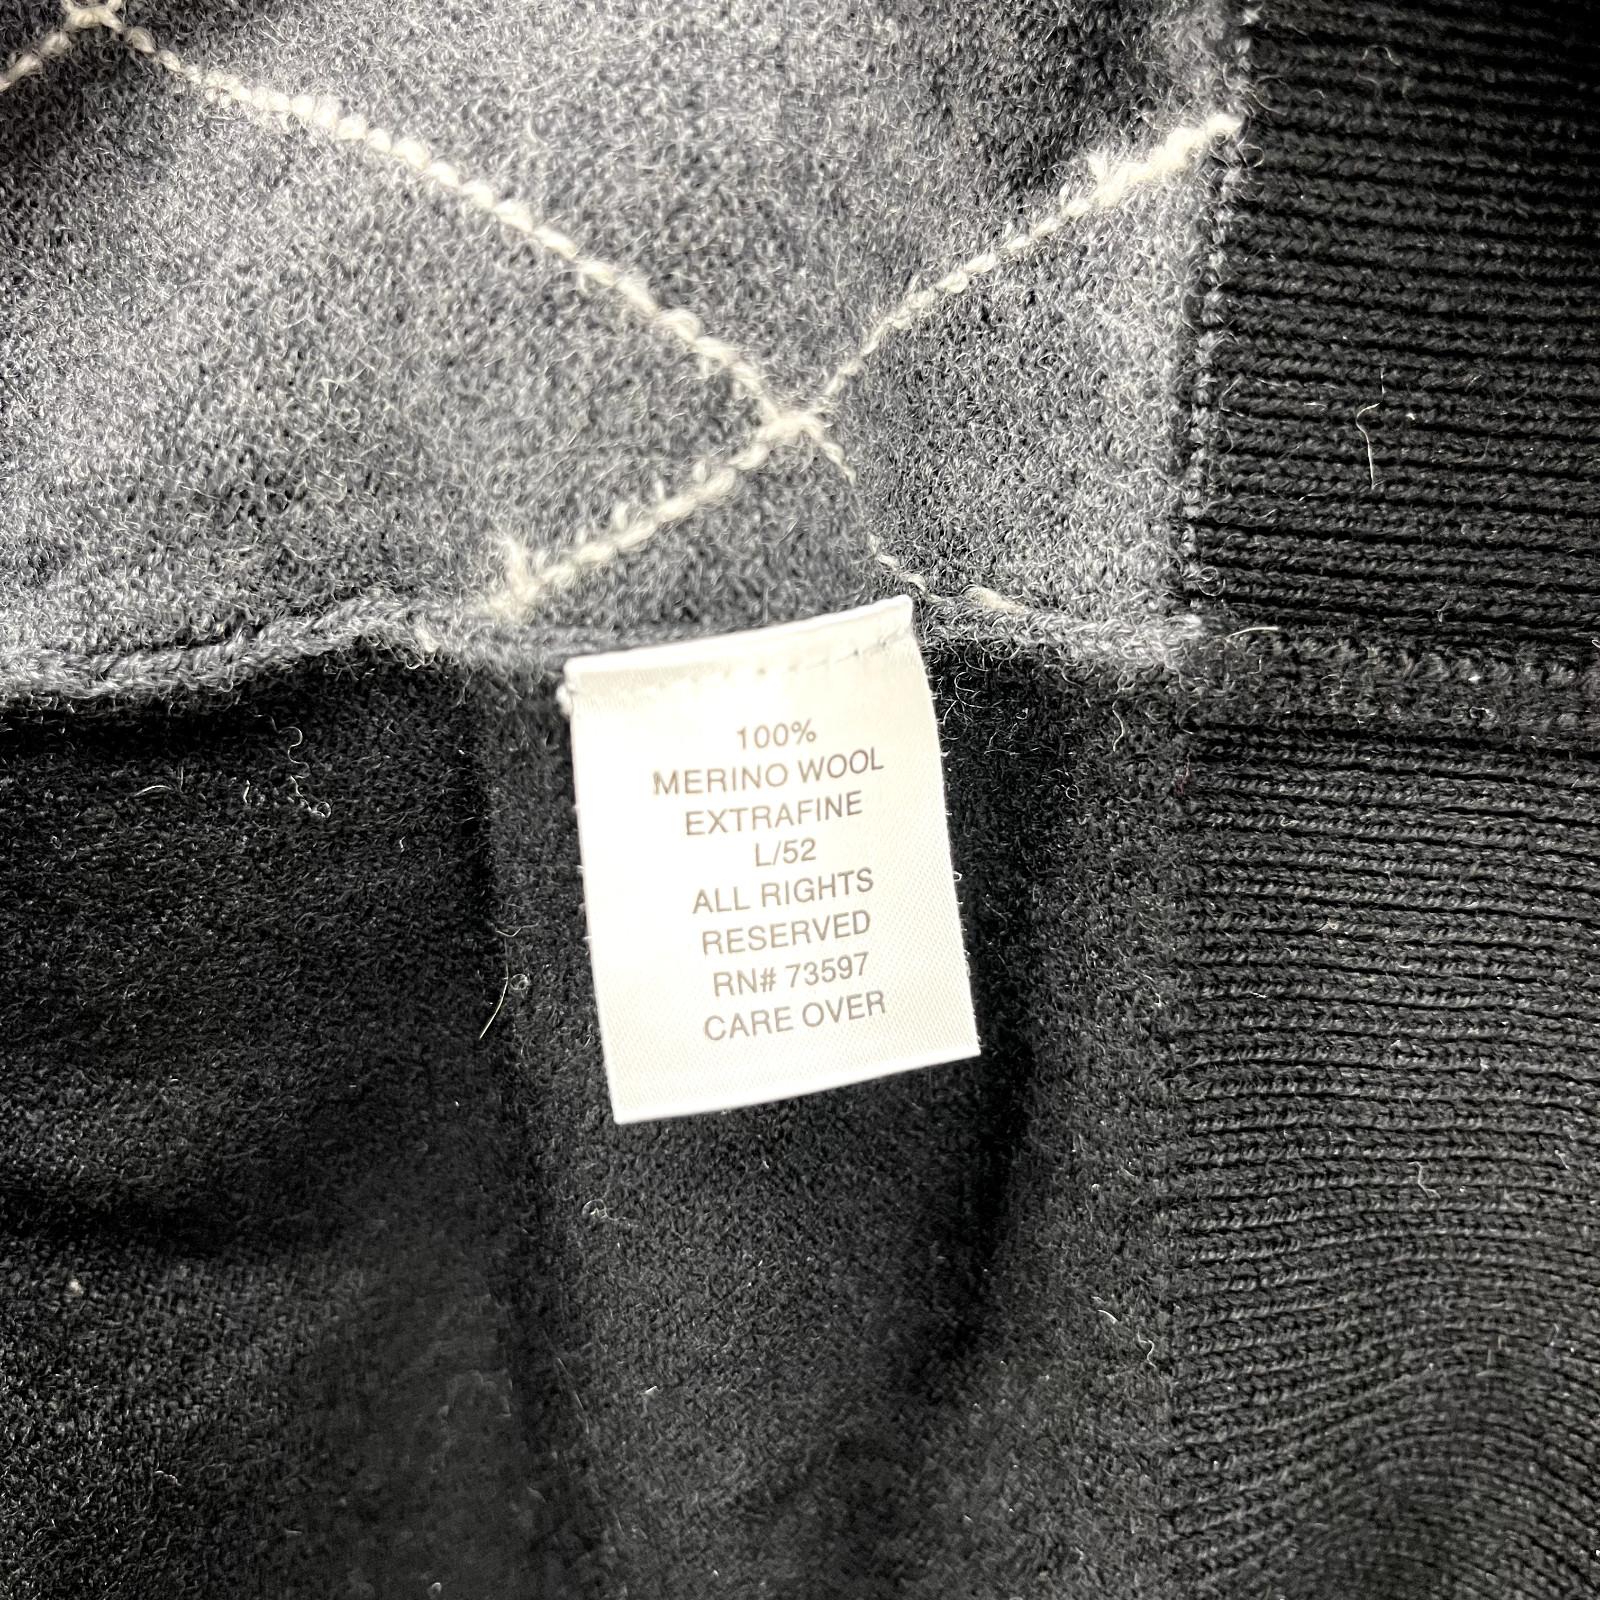 100%
MERINO WOOL
EXTRAFINE
L/52
ALL RIGHTS
RESERVED
RN# 73597
CARE OVER